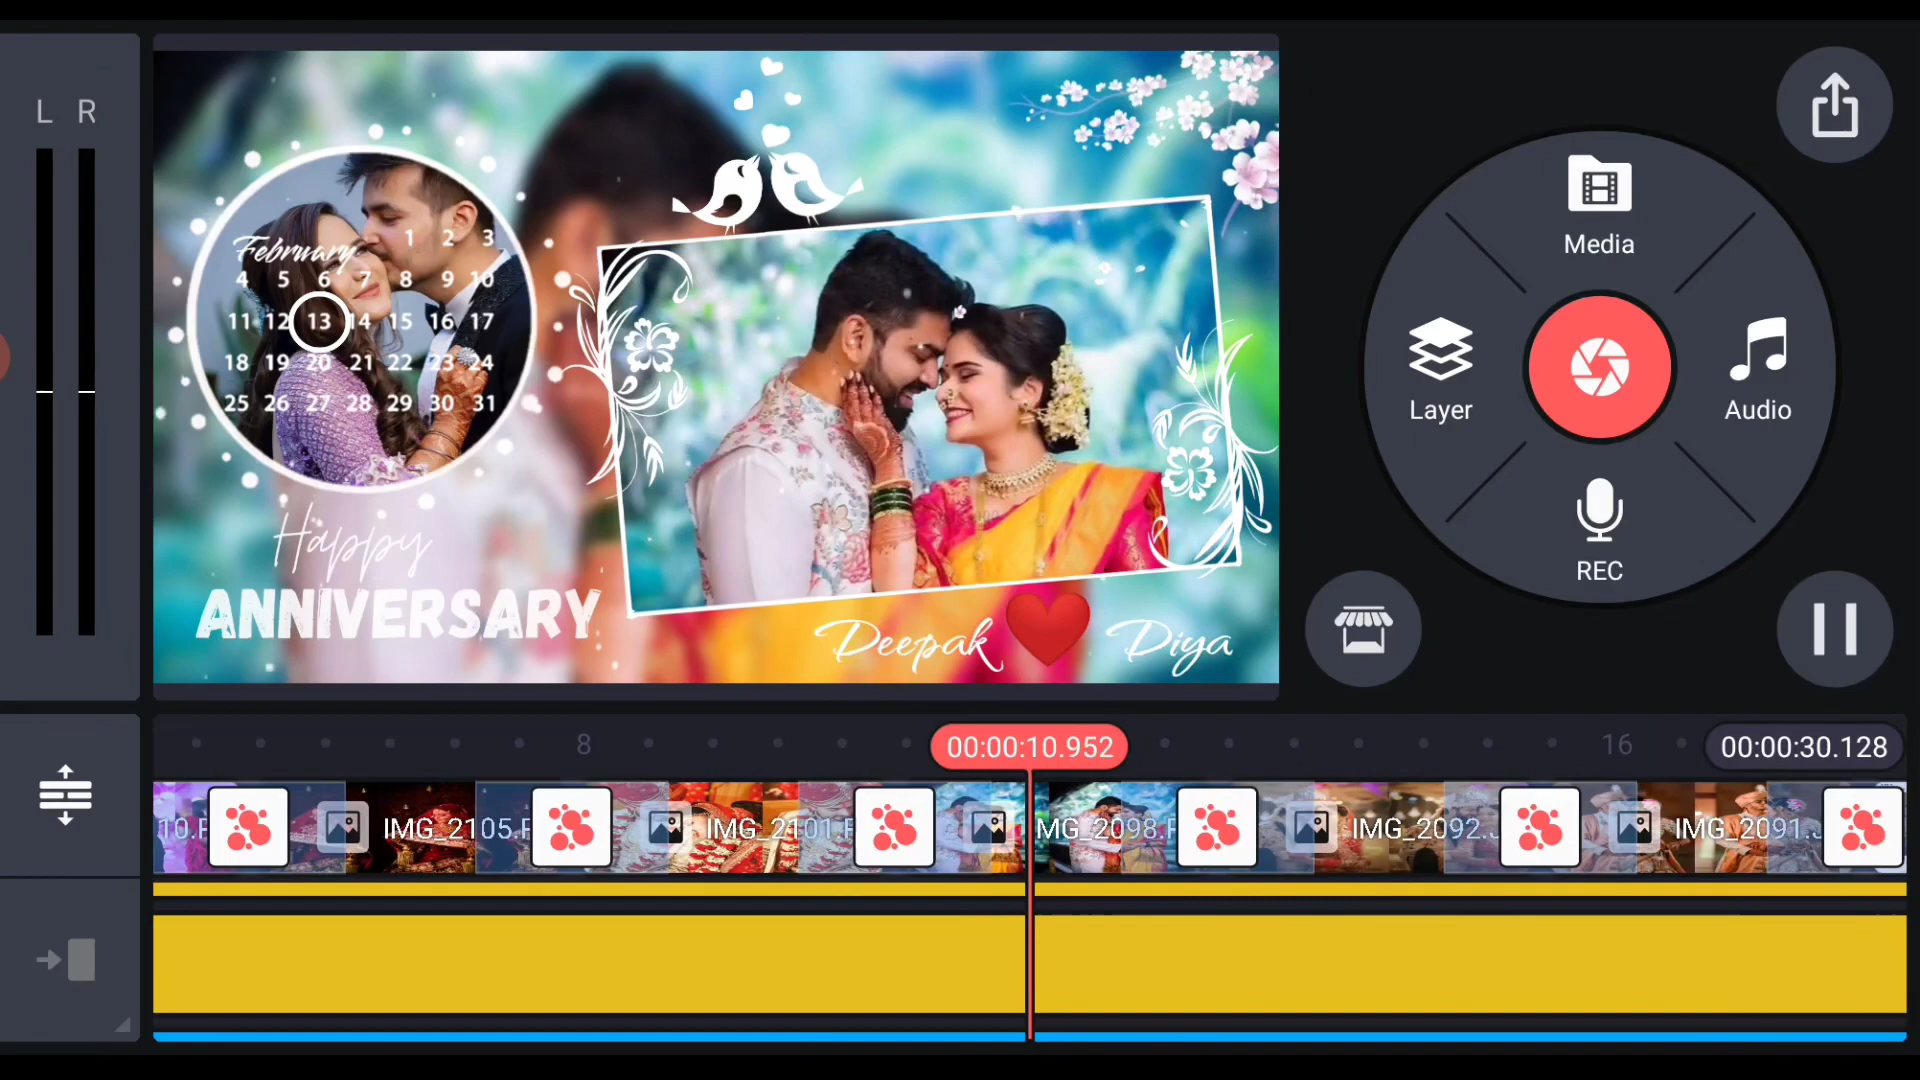 L R
February 1 2 3
4 5 6 7 8 9 10
11 12 13 14 15 16 17
18 19 20 21 22 23 24
25 26 27 28 29 30 31
Happy
ANNIVERSARY
Deepak Diya
Media
Layer
Audio
REC
8
00:00:10.952
16
00:00:30.128
10.F
IMG_2105.F
IMG_2101.F
MG_2098.F
IMG_2092.J
IMG_2091.J